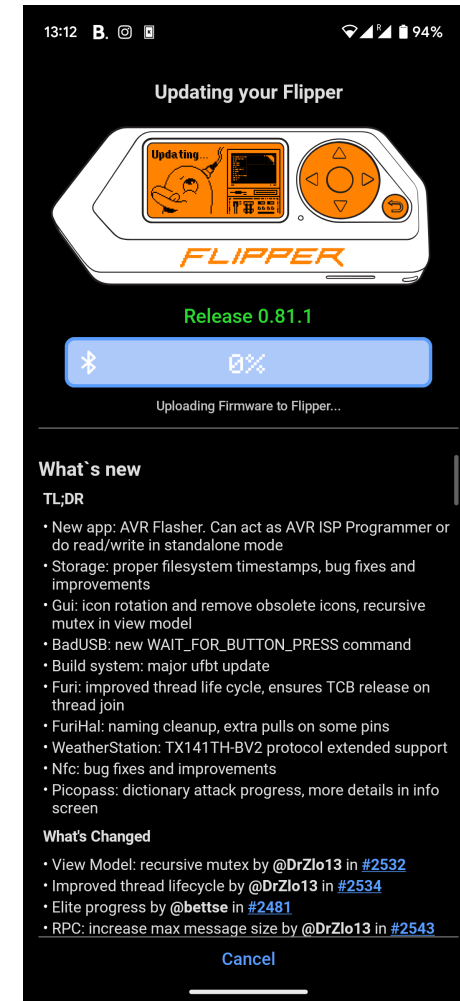 13:12 B. R 94%
Updating your Flipper
Updating...
FLIPPER
Release 0.81.1
0%
Uploading Firmware to Flipper...
What`s new
TL;DR
• New app: AVR Flasher. Can act as AVR ISP Programmer or
do read/write in standalone mode
• Storage: proper filesystem timestamps, bug fixes and
improvements
• Gui: icon rotation and remove obsolete icons, recursive
mutex in view model
• BadUSB: new WAIT_FOR_BUTTON_PRESS command
• Build system: major ufbt update
• Furi: improved thread life cycle, ensures TCB release on
thread join
• FuriHal: naming cleanup, extra pulls on some pins
• WeatherStation: TX141TH-BV2 protocol extended support
• Nfc: bug fixes and improvements
• Picopass: dictionary attack progress, more details in info
screen
What's Changed
• View Model: recursive mutex by @DrZlo13 in #2532
• Improved thread lifecycle by @DrZlo13 in #2534
• Elite progress by @bettse in #2481
• RPC: increase max message size by @DrZlo13 in #2543
Cancel